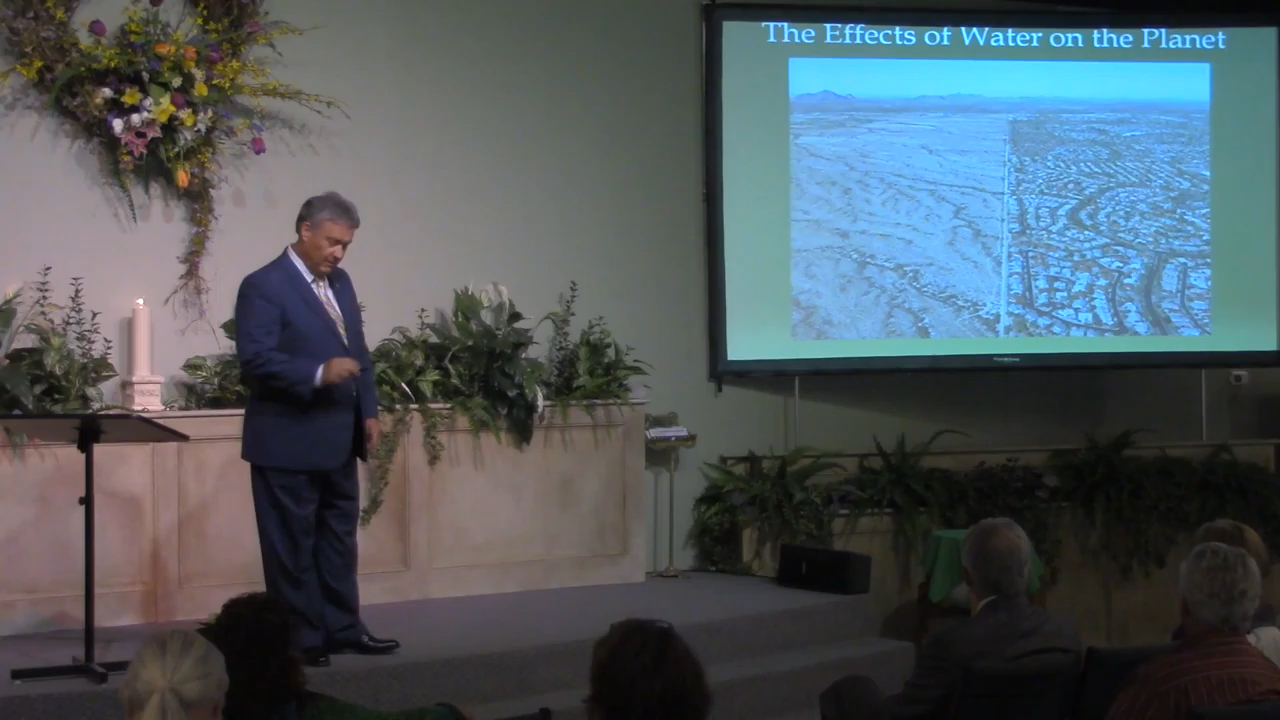 The Effects of Water on the Planet